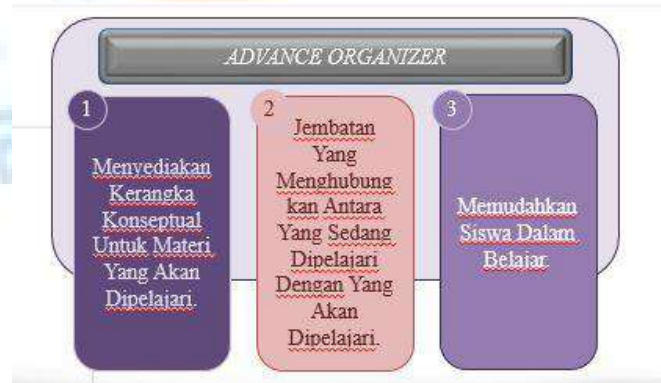 ADVANCE ORGANIZER
1
Menyediakan
Kerangka
Konseptual
Untuk Materi
Yang Akan
Dipelajari.
2
Jembatan
Yang
Menghubung
kan Antara
Yang Sedang
Dipelajari
Dengan Yang
Akan
Dipelajari.
3
Memudahkan
Siswa Dalam
Belajar.